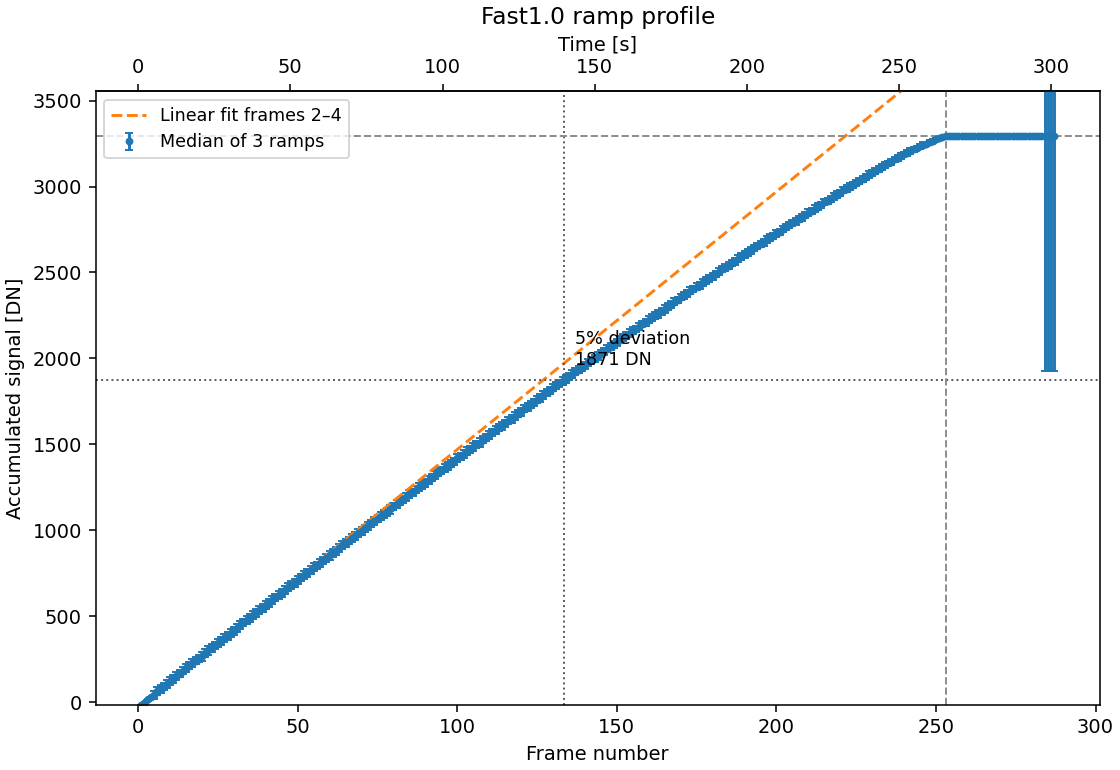 Fast1.0 ramp profile
Time [s]
0 50 100 150 200 250 300
Linear fit frames 2–4
Median of 3 ramps
3500
3000
2500
2000
1500
1000
500
0
Accumulated signal [DN]
5% deviation
1871 DN
0 50 100 150 200 250 300
Frame number